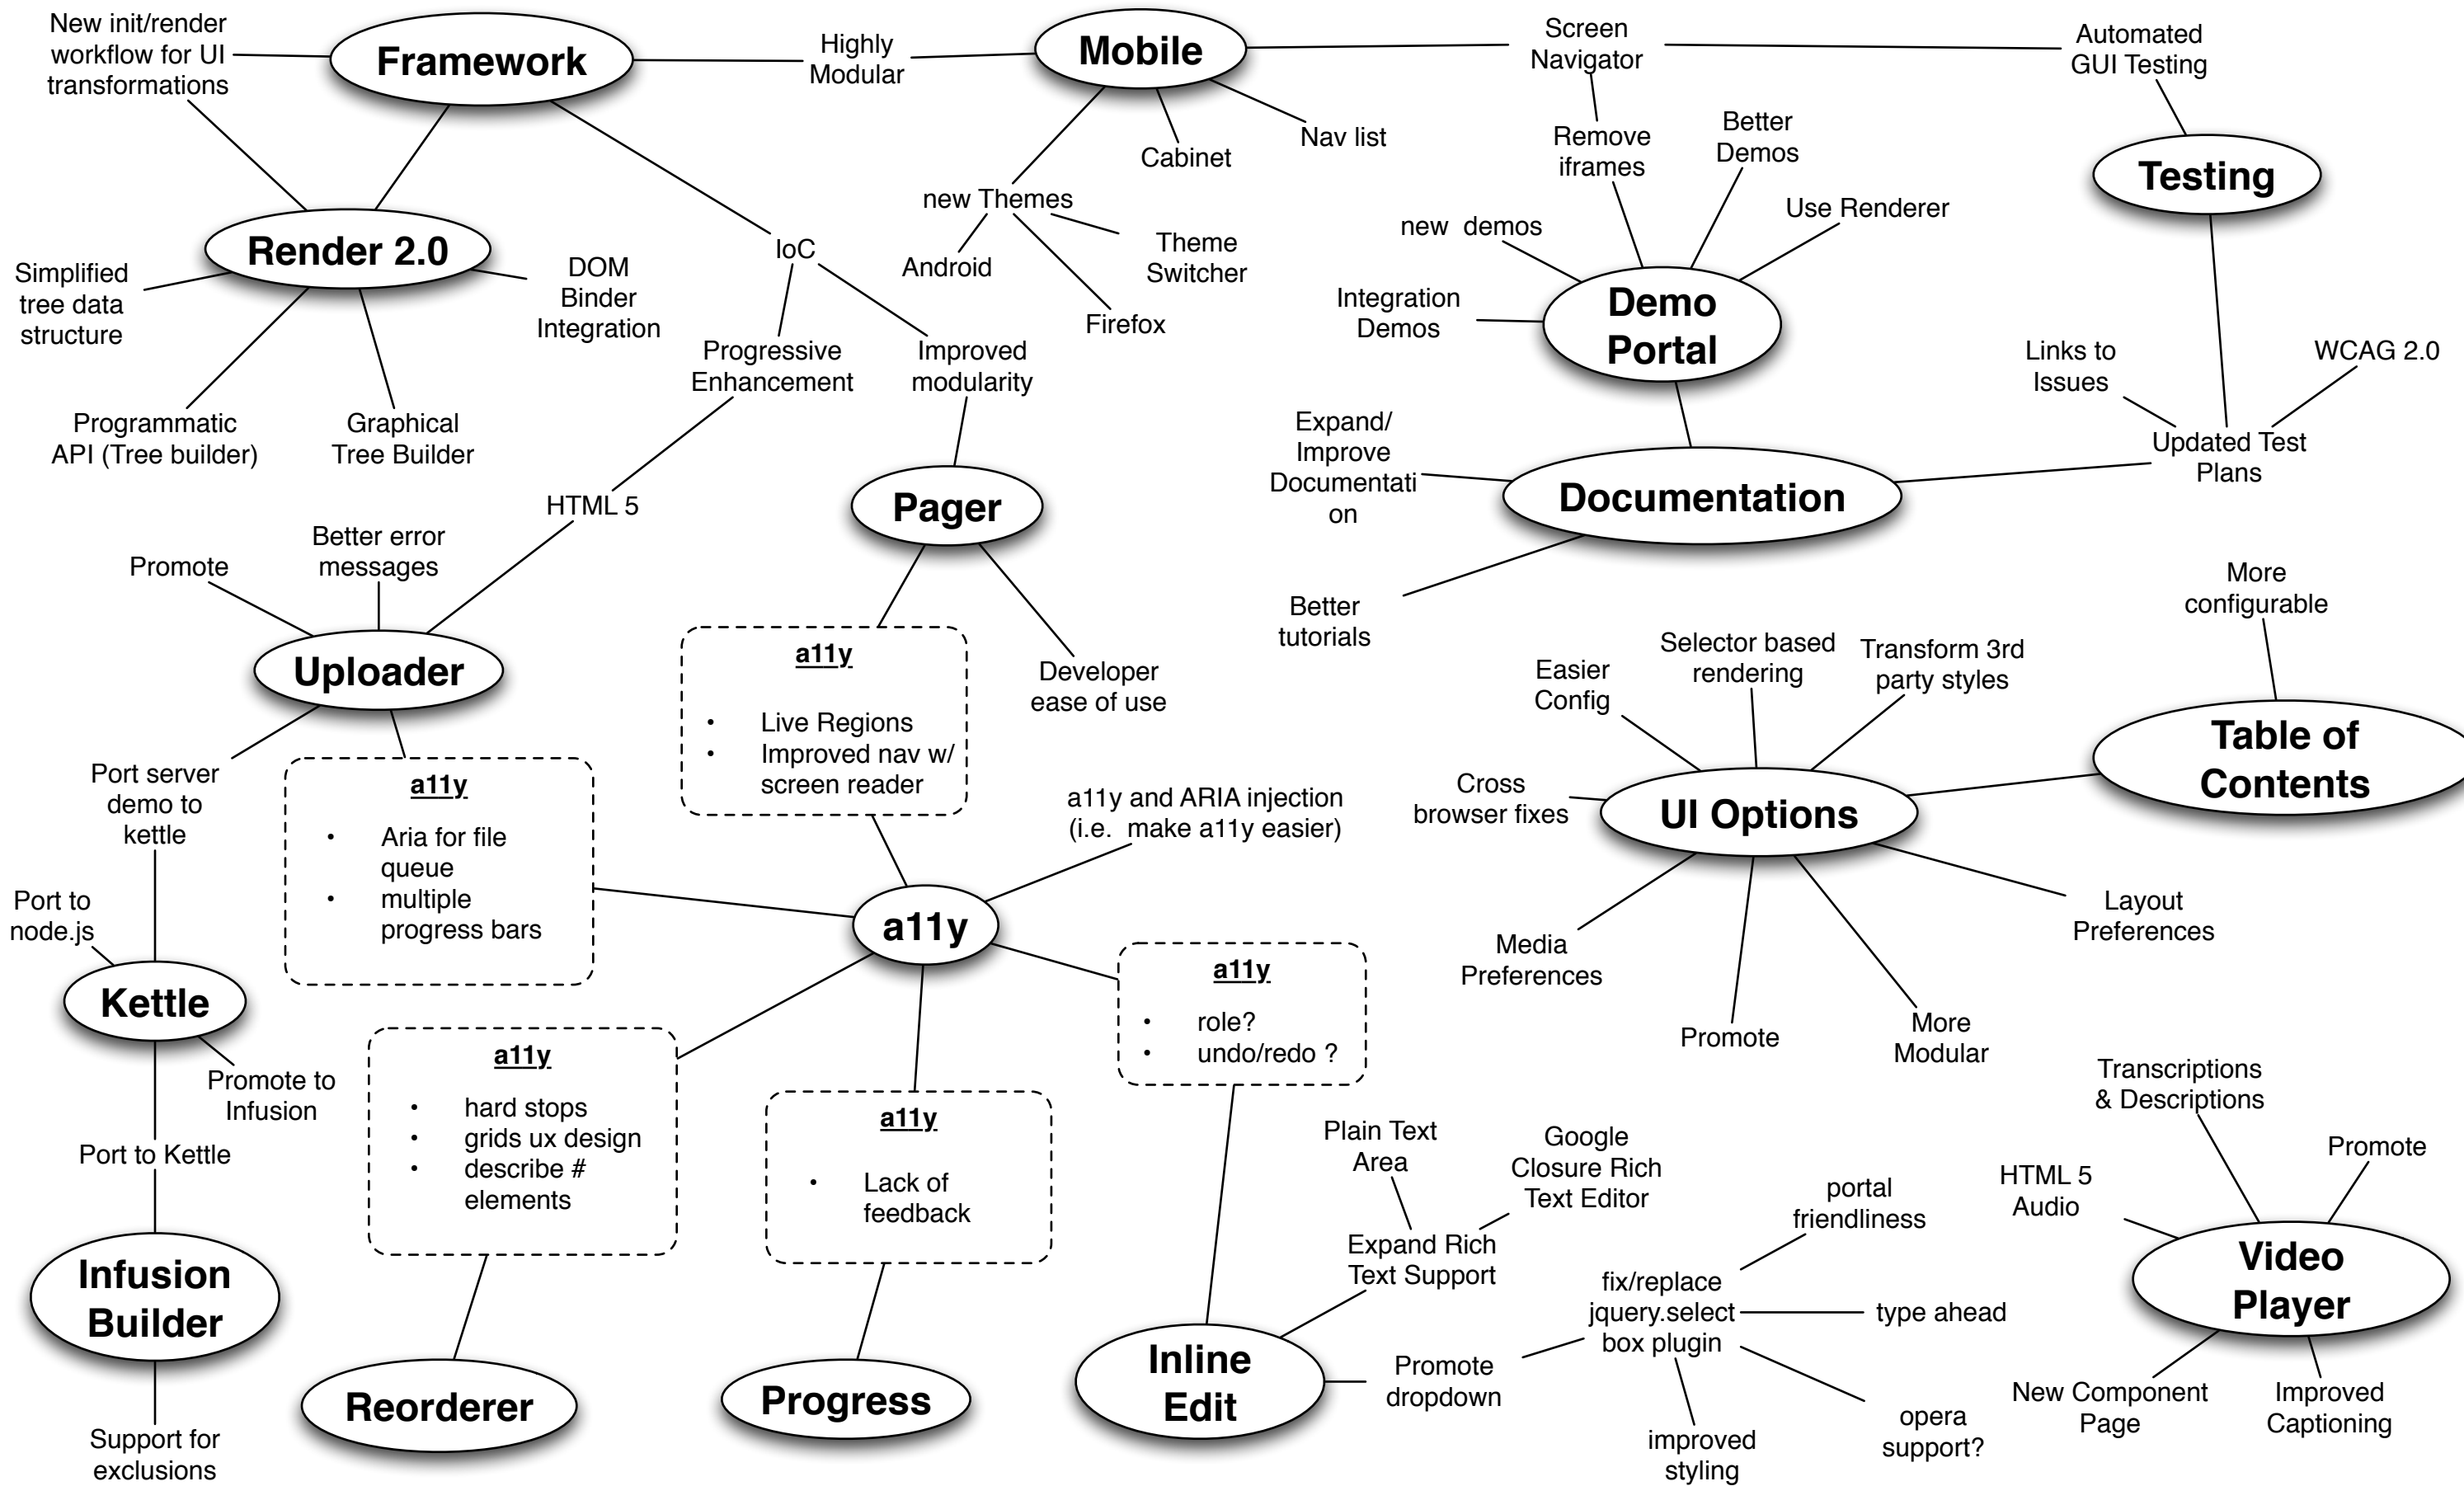 New init/render
workflow for UI
transformations
Framework
Highly
Modular
Mobile
Screen
Navigator
Automated
GUI Testing
Nav list
Cabinet
Remove
iframes
Better
Demos
Testing
new Themes
Android
Theme
Switcher
Firefox
new  demos
Use Renderer
Integration
Demos
Demo
Portal
Render 2.0
IoC
Simplified
tree data
structure
DOM
Binder
Integration
Programmatic
API (Tree builder)
Graphical
Tree Builder
Progressive
Enhancement
Improved
modularity
Links to
Issues
WCAG 2.0
Updated Test
Plans
Expand/
Improve
Documentati
on
Documentation
Better
tutorials
HTML 5
Pager
Promote
Better error
messages
Uploader
a11y
• Live Regions
• Improved nav w/
screen reader
Developer
ease of use
More
configurable
Table of
Contents
Easier
Config
Selector based
rendering
Transform 3rd
party styles
Cross
browser fixes
UI Options
Media
Preferences
Promote
More
Modular
Layout
Preferences
Port server
demo to
kettle
a11y
• Aria for file
queue
• multiple
progress bars
a11y and ARIA injection
(i.e.  make a11y easier)
a11y
Port to
node.js
Kettle
Promote to
Infusion
Port to Kettle
Infusion
Builder
Support for
exclusions
a11y
• hard stops
• grids ux design
• describe #
elements
Reorderer
a11y
• Lack of
feedback
Progress
a11y
• role?
• undo/redo ?
Plain Text
Area
Google
Closure Rich
Text Editor
Expand Rich
Text Support
Inline
Edit
Promote
dropdown
fix/replace
jquery.select
box plugin
portal
friendliness
type ahead
opera
support?
improved
styling
Transcriptions
& Descriptions
Promote
HTML 5
Audio
Video
Player
New Component
Page
Improved
Captioning